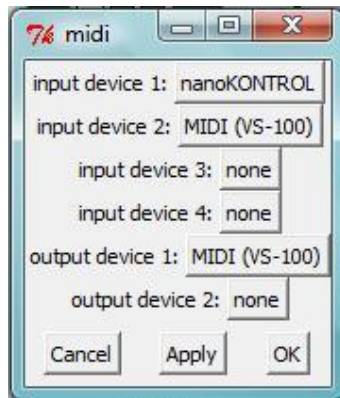 midi
input device 1: nanoKONTROL
input device 2: MIDI (VS-100)
input device 3: none
input device 4: none
output device 1: MIDI (VS-100)
output device 2: none
Cancel Apply OK